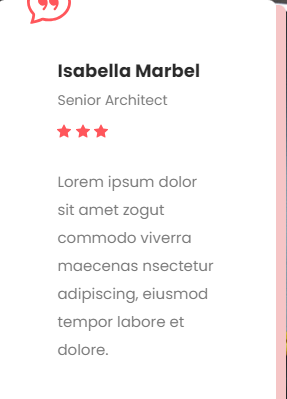 Isabella Marbel
Senior Architect
Lorem ipsum dolor
sit amet zogut
commodo viverra
maecenas nsectetur
adipiscing, eiusmod
tempor labore et
dolore.